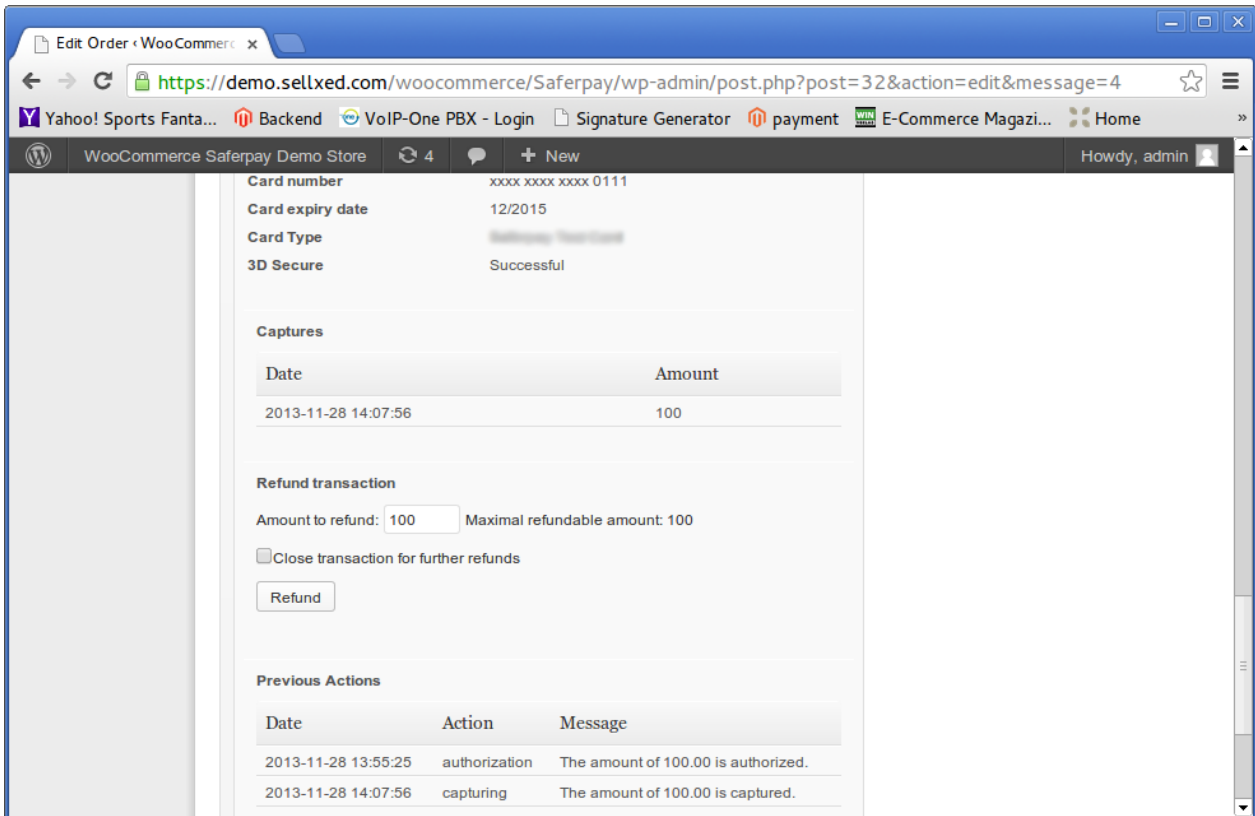 Edit Order ‹ WooCommerc
https://demo.sellxed.com/woocommerce/Saferpay/wp-admin/post.php?post=32&action=edit&message=4
Yahoo! Sports Fanta... Backend VoIP-One PBX - Login Signature Generator payment E-Commerce Magazi... Home »
WooCommerce Saferpay Demo Store 4 + New Howdy, admin
Card number xxxx xxxx xxxx 0111
Card expiry date 12/2015
Card Type
3D Secure Successful
Captures
Date Amount
2013-11-28 14:07:56 100
Refund transaction
Amount to refund: 100 Maximal refundable amount: 100
Close transaction for further refunds
Refund
Previous Actions
Date Action Message
2013-11-28 13:55:25 authorization The amount of 100.00 is authorized.
2013-11-28 14:07:56 capturing The amount of 100.00 is captured.